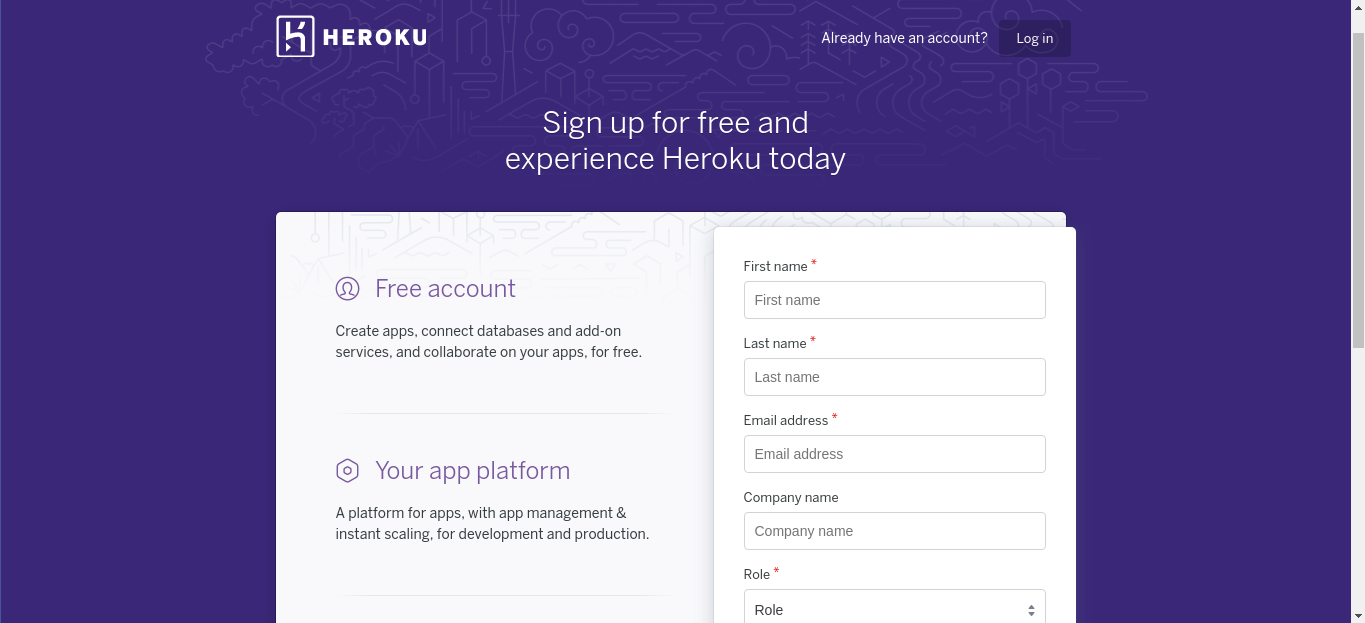 HEROKU
Already have an account?
Log in
Sign up for free and
experience Heroku today
Free account
Create apps, connect databases and add-on
services, and collaborate on your apps, for free.
Your app platform
A platform for apps, with app management &
instant scaling, for development and production.
First name *
First name
Last name *
Last name
Email address *
Email address
Company name
Company name
Role *
Role